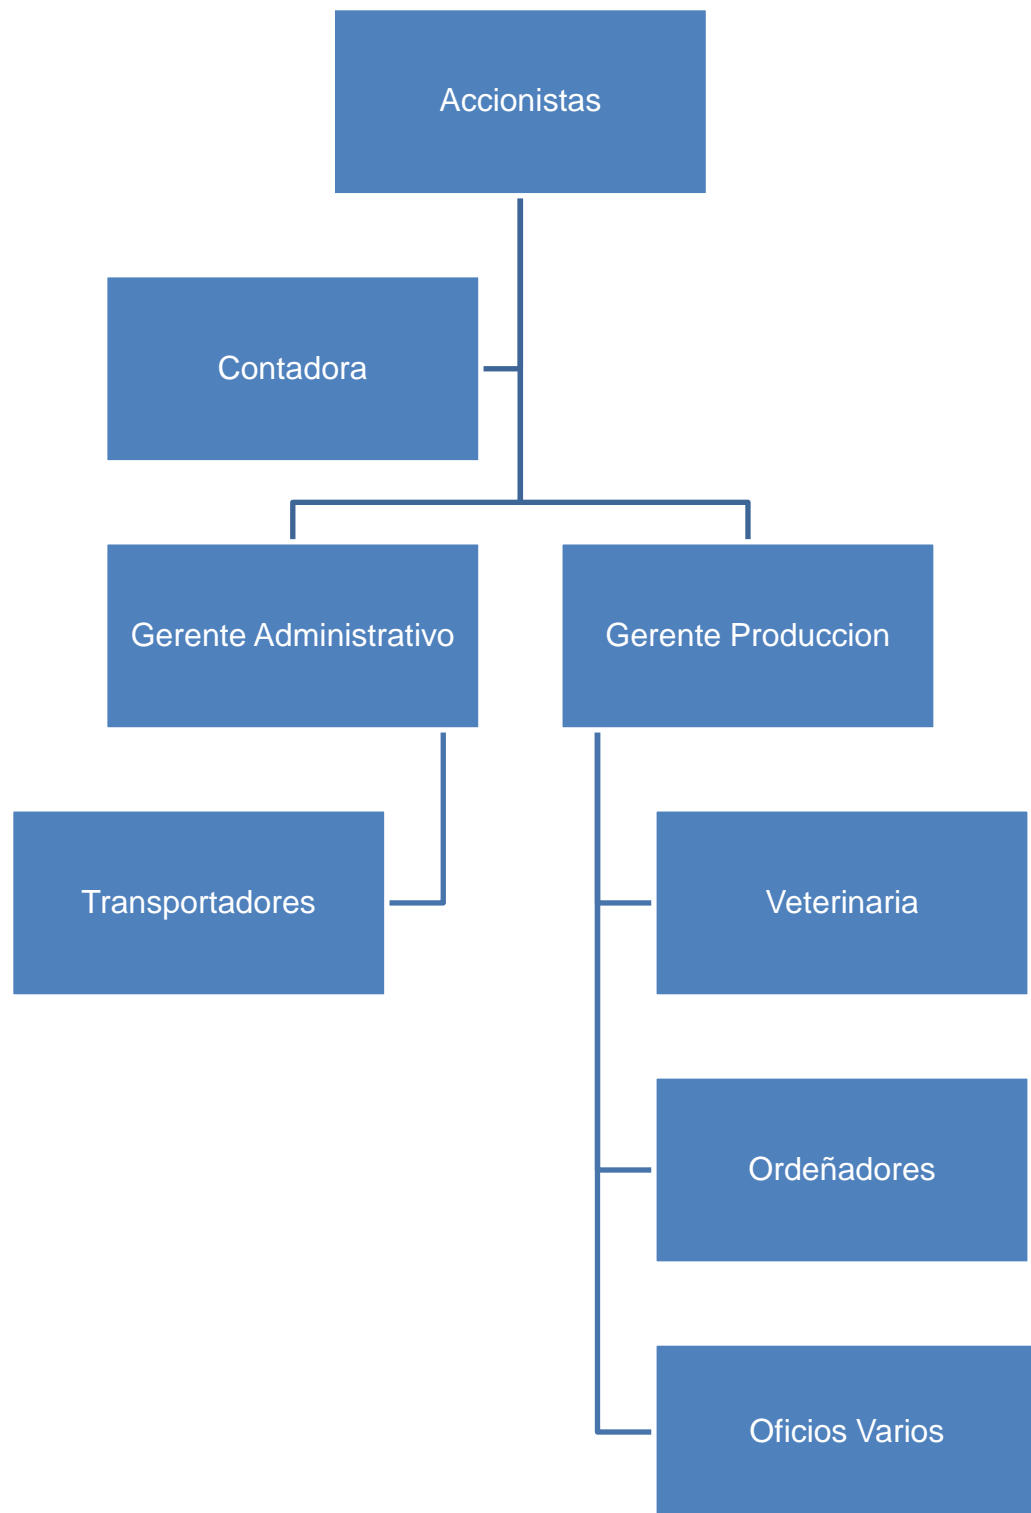 Accionistas
Contadora
Gerente Administrativo
Gerente Produccion
Transportadores
Veterinaria
Ordeñadores
Oficios Varios